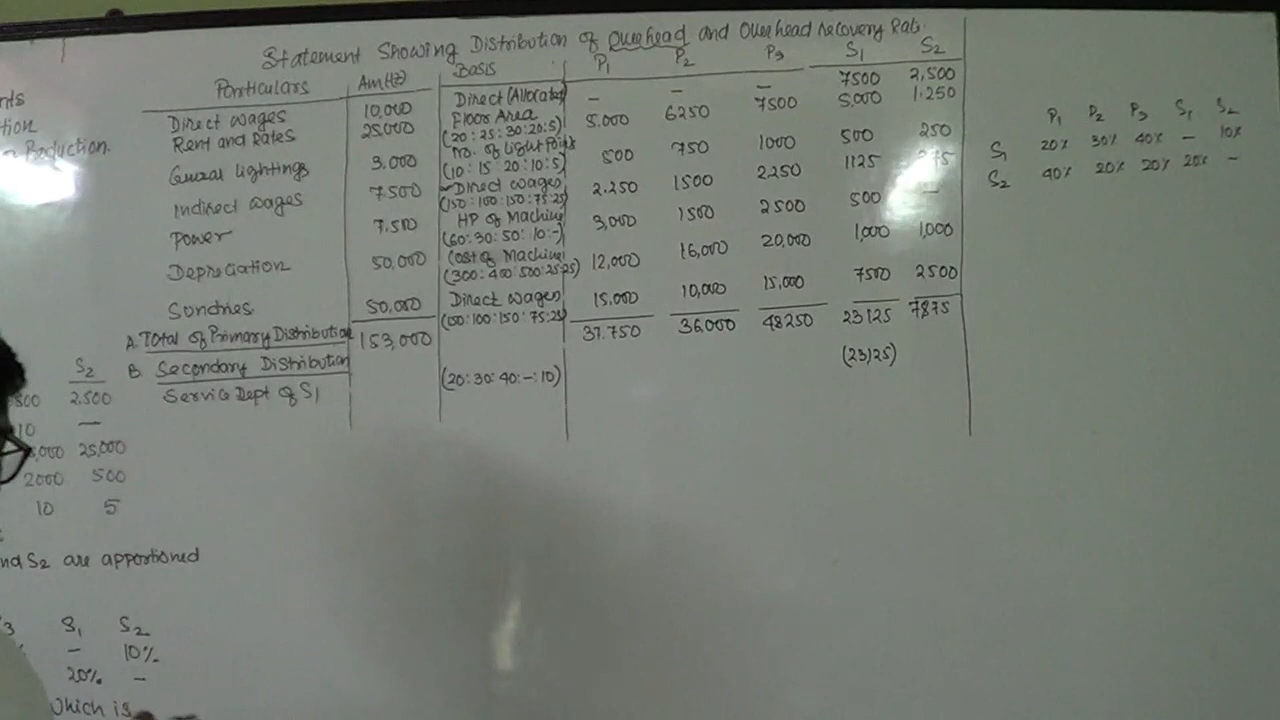 Statement Showing Distribution of Overhead and Overhead recovery Rate.
Particulars Am(₹) Basis P1 P2 P3 S1 S2
Direct wages 10,000 Direct (Allocated) – – – 7500 2,500
Rent and Rates 25000 Floor Area (20:25:30:20:5) 5.000 6250 7500 5,000 1.250
General lightings 3.000 No. of Light Points (10:15:20:10:5) 500 750 1000 500 250
Indirect wages 7.500 Direct wages (150:100:150:75:25) 2.250 1500 2250 1125
Power 7.500 HP of Machine (60:30:50:10:-) 3,000 1500 2500 500 –
Depreciation 50,000 Cost of Machine (300:400:500:25:25) 12,000 16,000 20,000 1,000 1,000
Sundries 50,000 Direct wages (150:100:150:75:25) 15.000 10,000 15,000 7500 2500
A. Total of Primary Distribution 153,000 37.750 36,000 48250 23125 7875
B. Secondary Distribution
Service Dept of S1 (20:30:40:-:10) (23125)
P1 P2 P3 S1 S2
S1 20% 30% 40% – 10%
S2 40% 20% 20% 20% –
S2
2.500
10 —
25,000
2000 500
10 5
S2 are apportioned
S1 S2
– 10%
20% –
which is